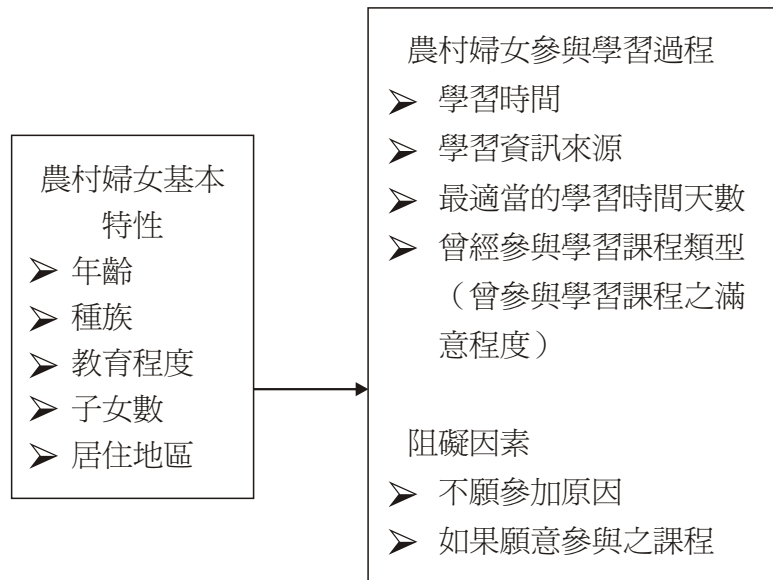 農村婦女基本
特性
➢ 年齡
➢ 種族
➢ 教育程度
➢ 子女數
➢ 居住地區
農村婦女參與學習過程
➢ 學習時間
➢ 學習資訊來源
➢ 最適當的學習時間天數
➢ 曾經參與學習課程類型
（曾參與學習課程之滿
意程度）
阻礙因素
➢ 不願參加原因
➢ 如果願意參與之課程